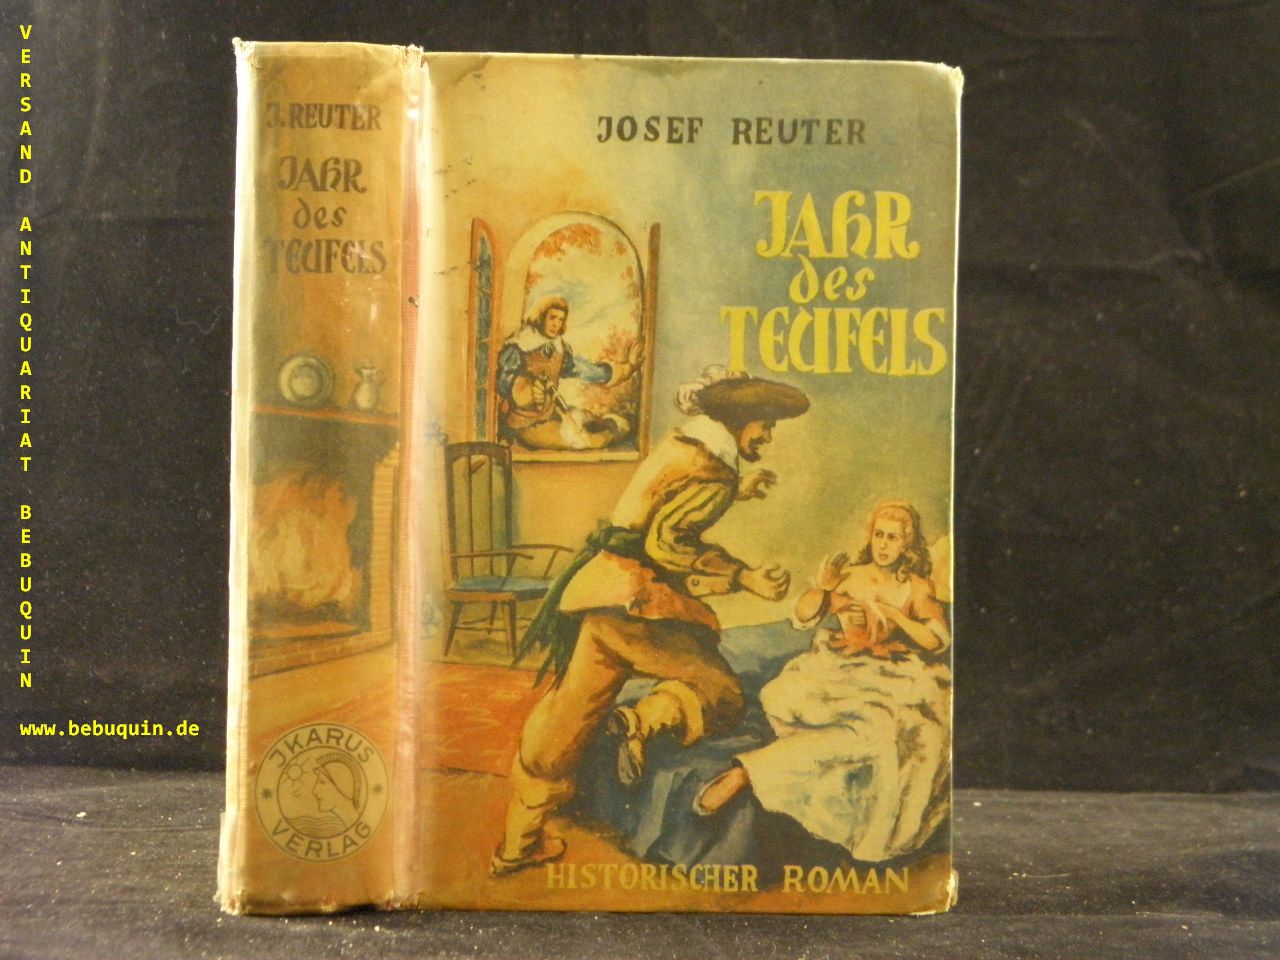 VERSAND ANTIQUARIAT BEBUQUIN
www.bebuquin.de
J. REUTER
JAHR
des
TEUFELS
JKARUS
VERLAG
JOSEF REUTER
JAHR
des
TEUFELS
HISTORISCHER ROMAN